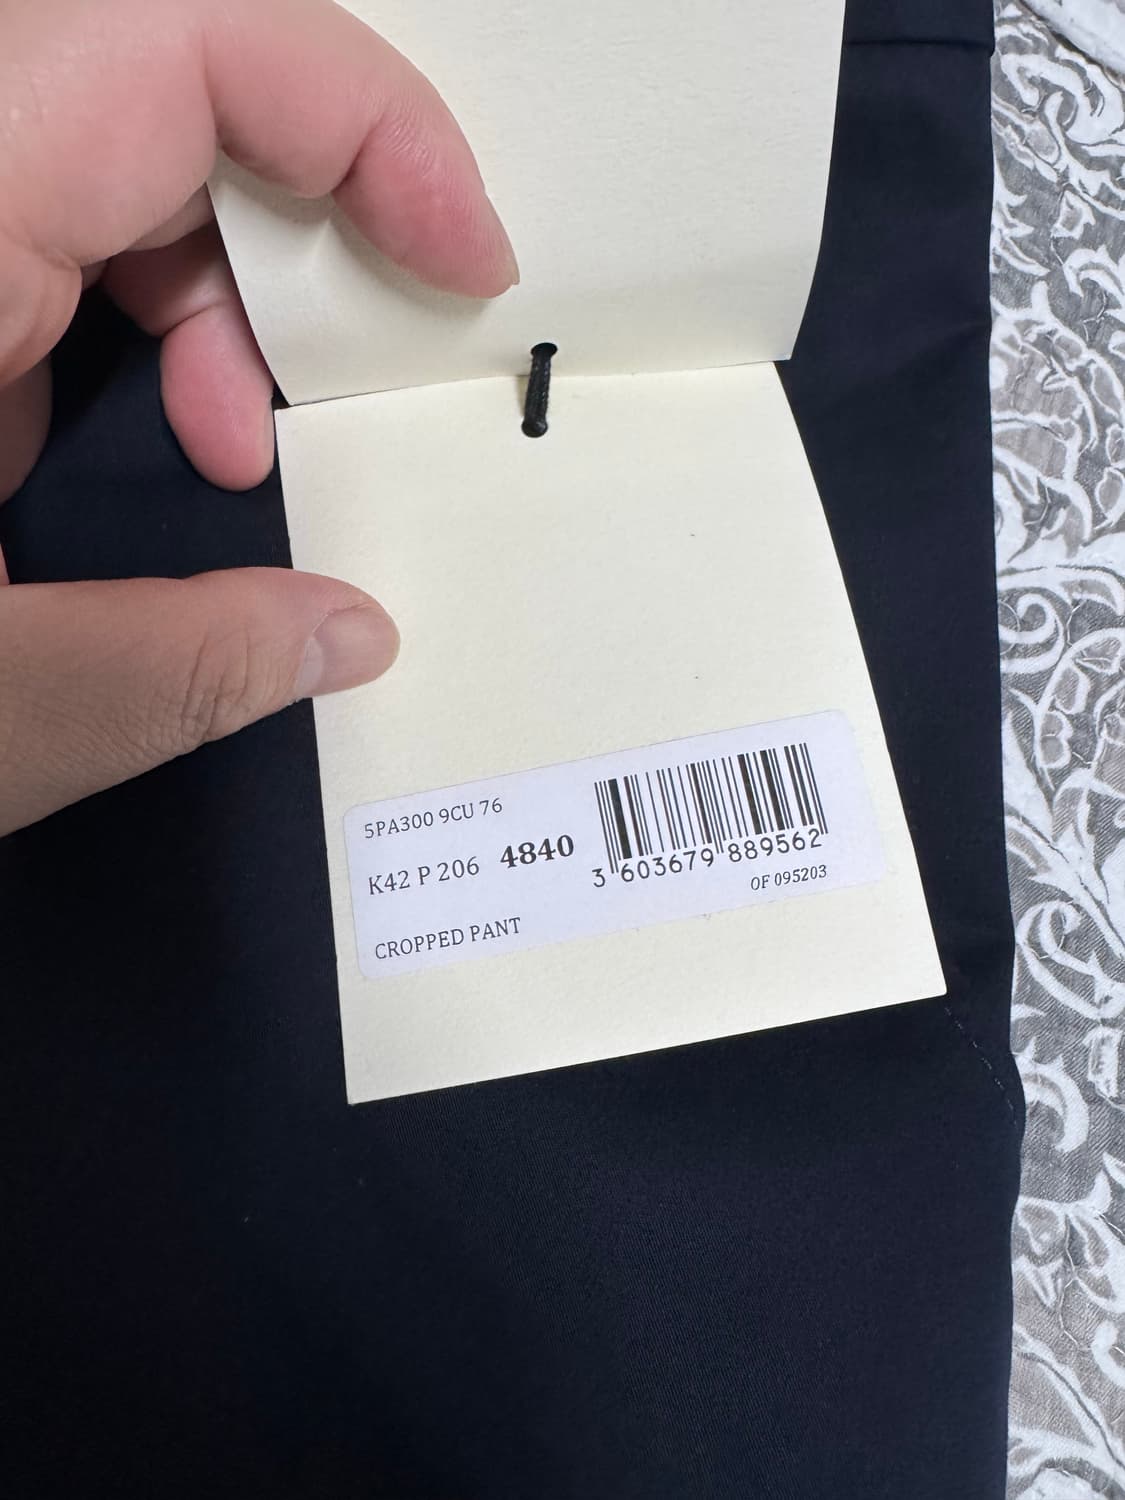 5PA300 9CU 76
K42 P 206 4840
3 603679 889562
OF 095203
CROPPED PANT